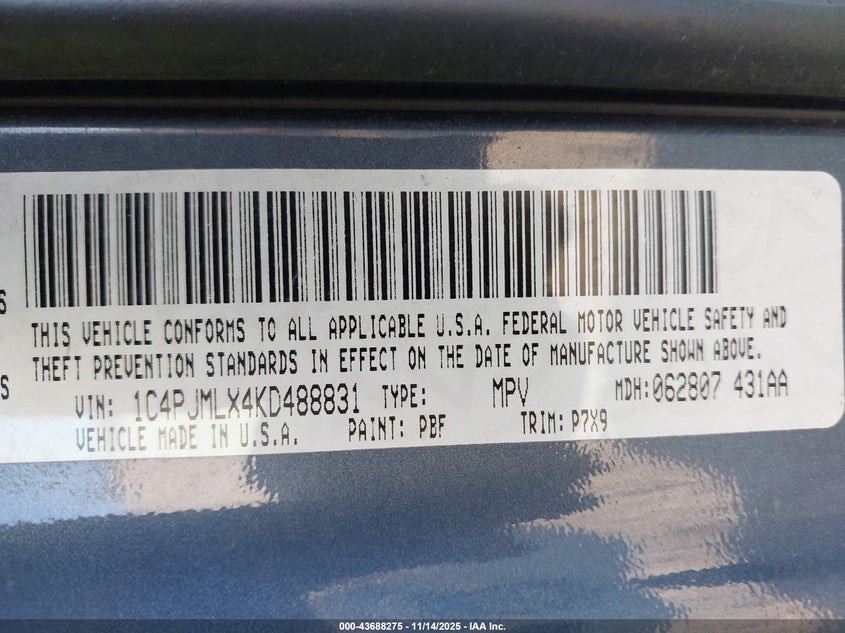 S
THIS VEHICLE CONFORMS TO ALL APPLICABLE U.S.A. FEDERAL MOTOR VEHICLE SAFETY AND
THEFT PREVENTION STANDARDS IN EFFECT ON THE DATE OF MANUFACTURE SHOWN ABOVE.
S
VIN: 1C4PJMLX4KD488831 TYPE: MPV MDH:062807 431AA
VEHICLE MADE IN U.S.A. PAINT: PBF TRIM: P7X9
000-43688275 - 11/14/2025 - IAA Inc.